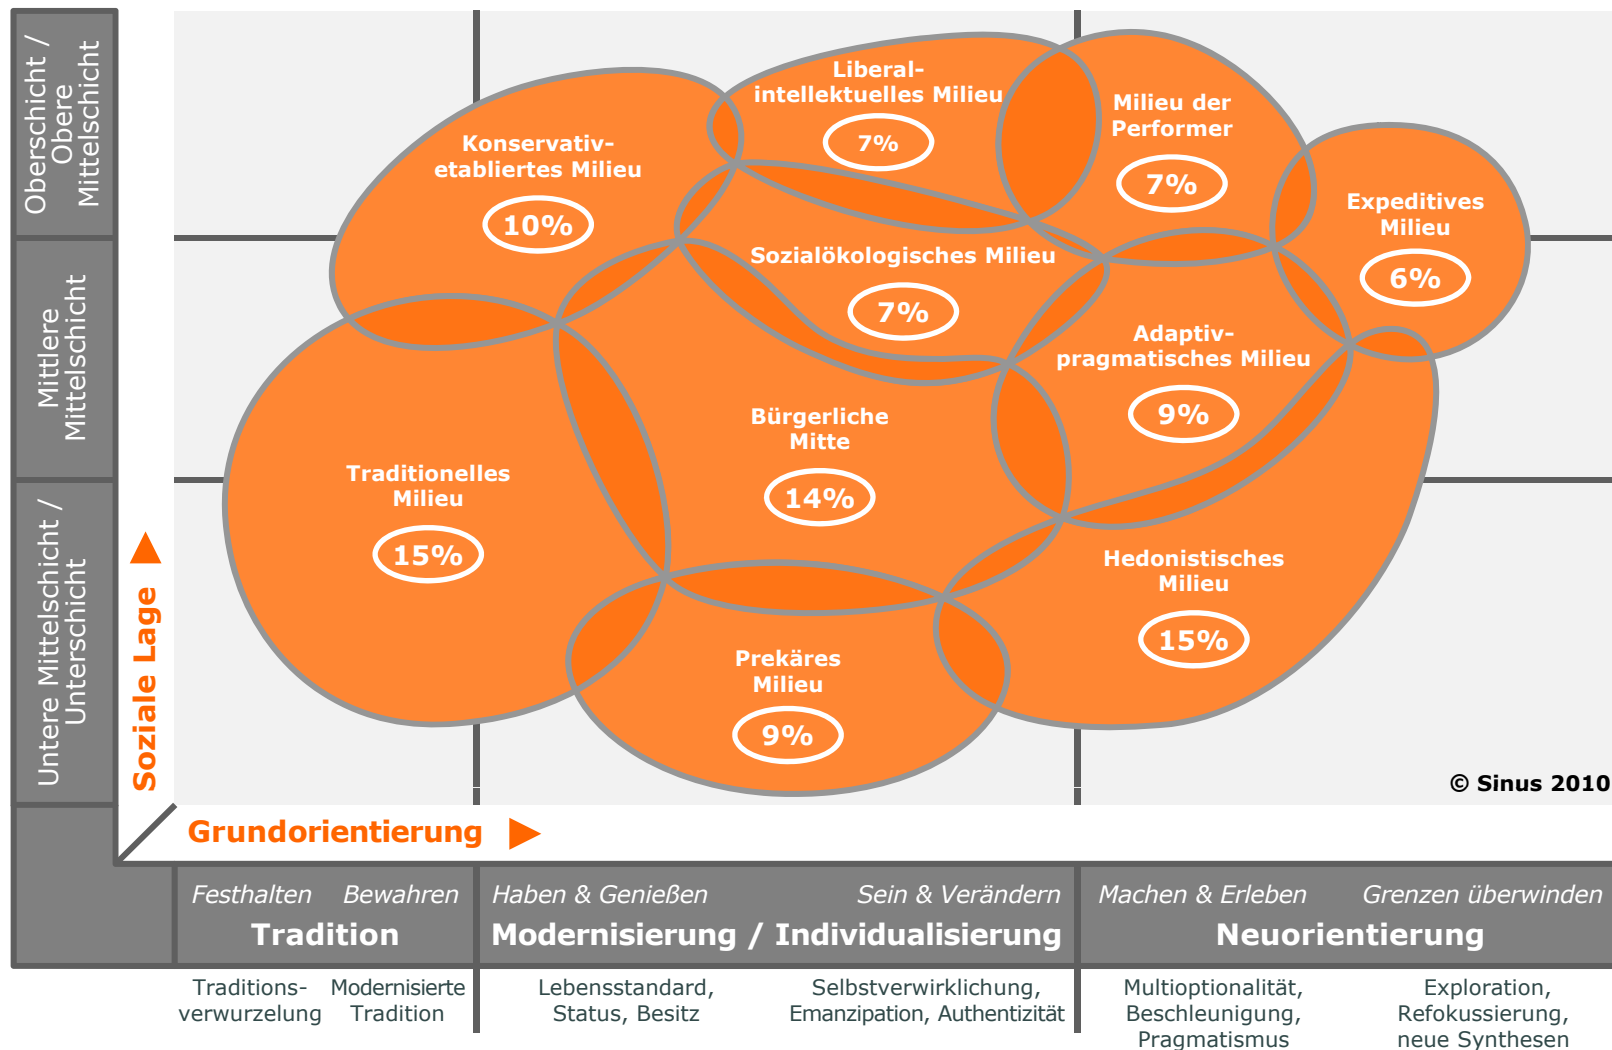 Oberschicht /
Obere
Mittelschicht
Mittlere
Mittelschicht
Untere Mittelschicht /
Unterschicht
Soziale Lage
Konservativ-
etabliertes Milieu
10%
Liberal-
intellektuelles Milieu
7%
Milieu der
Performer
7%
Expeditives
Milieu
6%
Sozialökologisches Milieu
7%
Adaptiv-
pragmatisches Milieu
9%
Bürgerliche
Mitte
14%
Traditionelles
Milieu
15%
Hedonistisches
Milieu
15%
Prekäres
Milieu
9%
© Sinus 2010
Grundorientierung
Festhalten Bewahren
Tradition
Haben & Genießen Sein & Verändern
Modernisierung / Individualisierung
Machen & Erleben Grenzen überwinden
Neuorientierung
Traditions-
verwurzelung
Modernisierte
Tradition
Lebensstandard,
Status, Besitz
Selbstverwirklichung,
Emanzipation, Authentizität
Multioptionalität,
Beschleunigung,
Pragmatismus
Exploration,
Refokussierung,
neue Synthesen